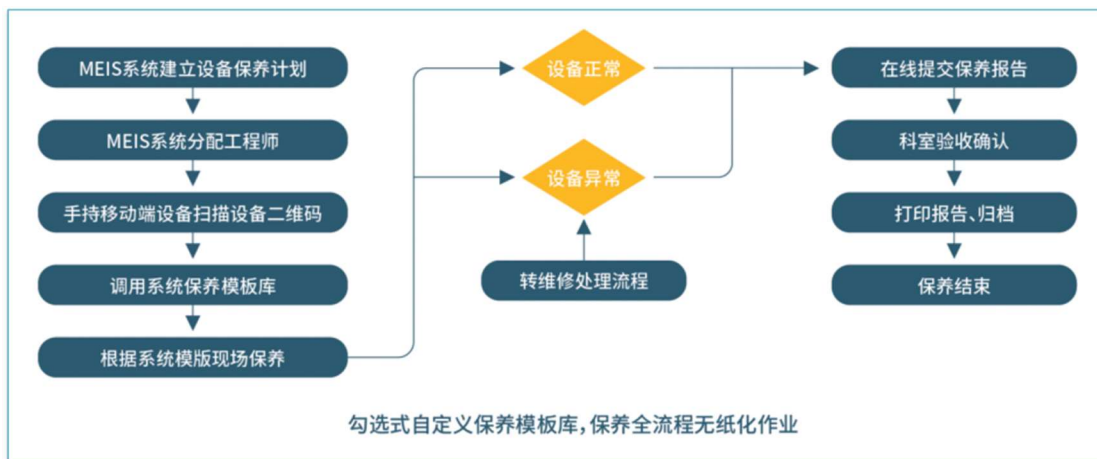 MEIS系统建立设备保养计划
MEIS系统分配工程师
手持移动端设备扫描设备二维码
调用系统保养模板库
根据系统模版现场保养
设备正常
设备异常
转维修处理流程
在线提交保养报告
科室验收确认
打印报告、归档
保养结束
勾选式自定义保养模板库，保养全流程无纸化作业